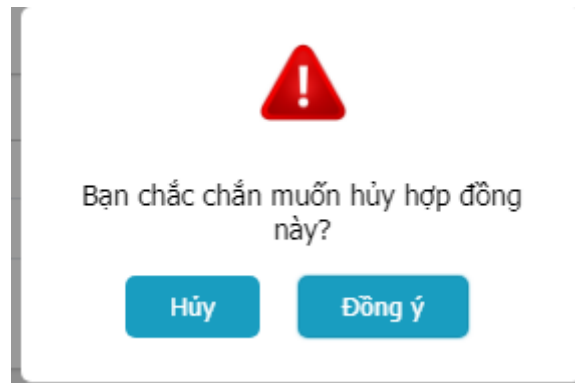 Bạn chắc chắn muốn hủy hợp đồng
này?
Hủy
Đồng ý